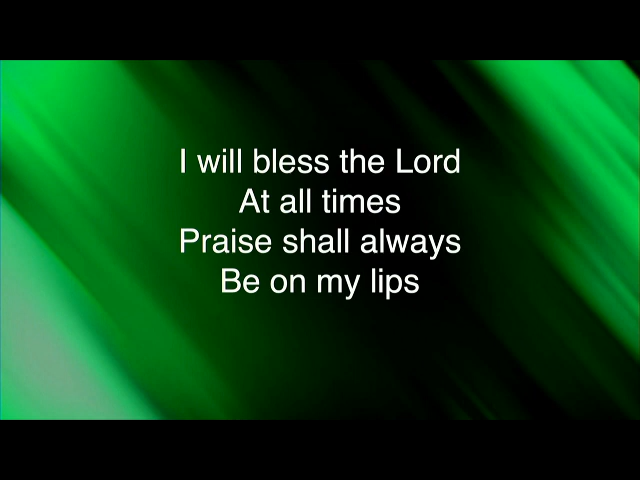 I will bless the Lord
At all times
Praise shall always
Be on my lips